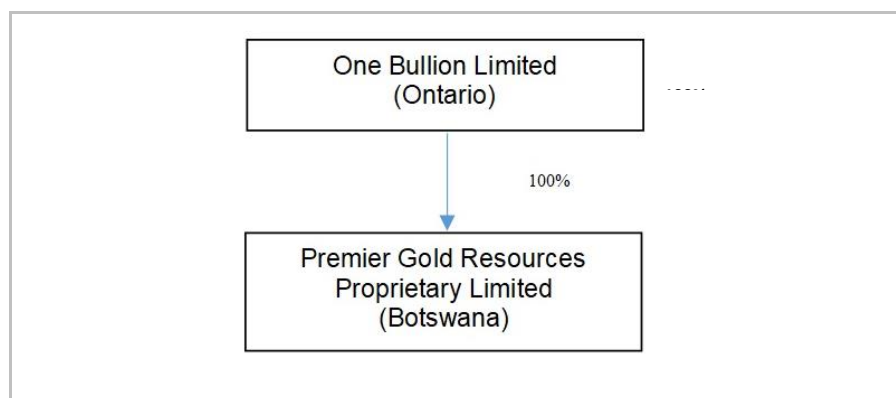 One Bullion Limited
(Ontario)
100%
Premier Gold Resources
Proprietary Limited
(Botswana)